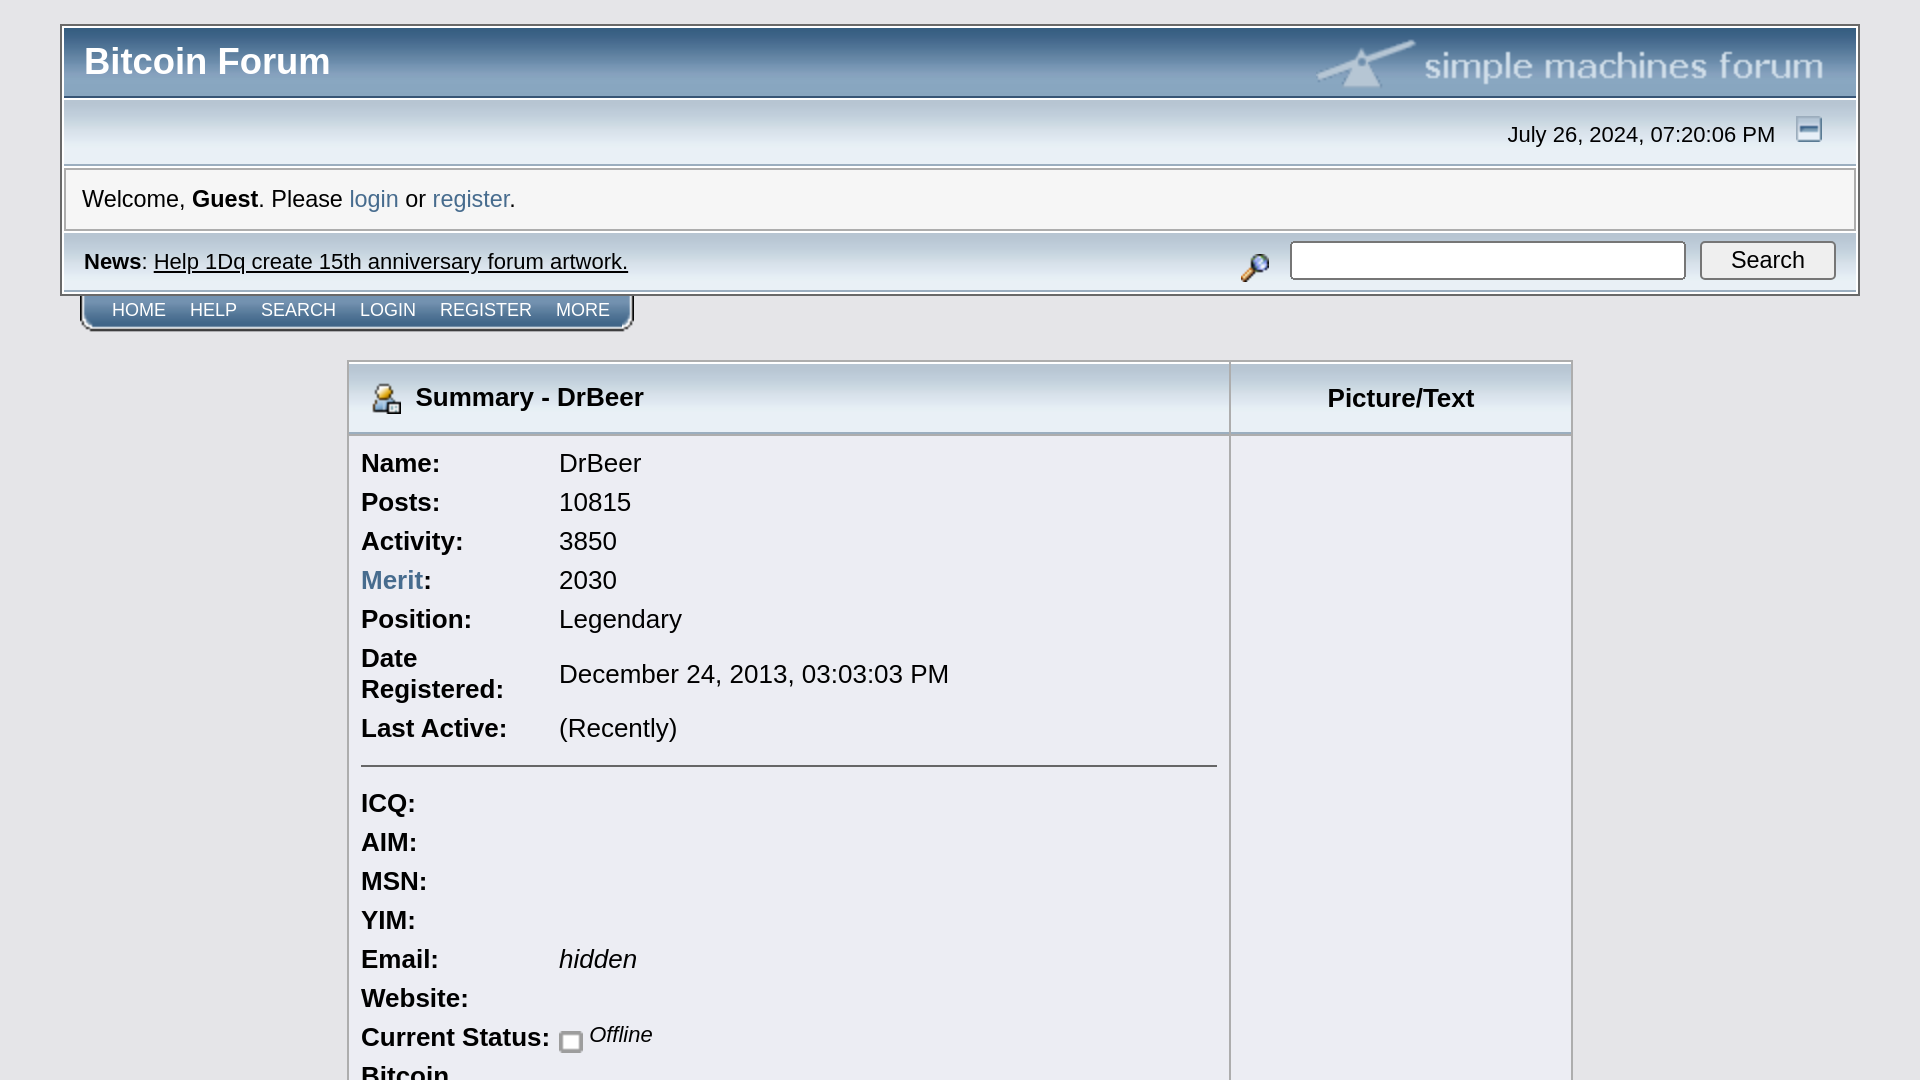 Bitcoin Forum
simple machines forum
July 26, 2024, 07:20:06 PM
Welcome, Guest. Please login or register.
News: Help 1Dq create 15th anniversary forum artwork.
Search
HOME HELP SEARCH LOGIN REGISTER MORE
Summary - DrBeer
Picture/Text
Name: DrBeer
Posts: 10815
Activity: 3850
Merit: 2030
Position: Legendary
Date
Registered: December 24, 2013, 03:03:03 PM
Last Active: (Recently)
ICQ:
AIM:
MSN:
YIM:
Email: hidden
Website:
Current Status: Offline
Bitcoin